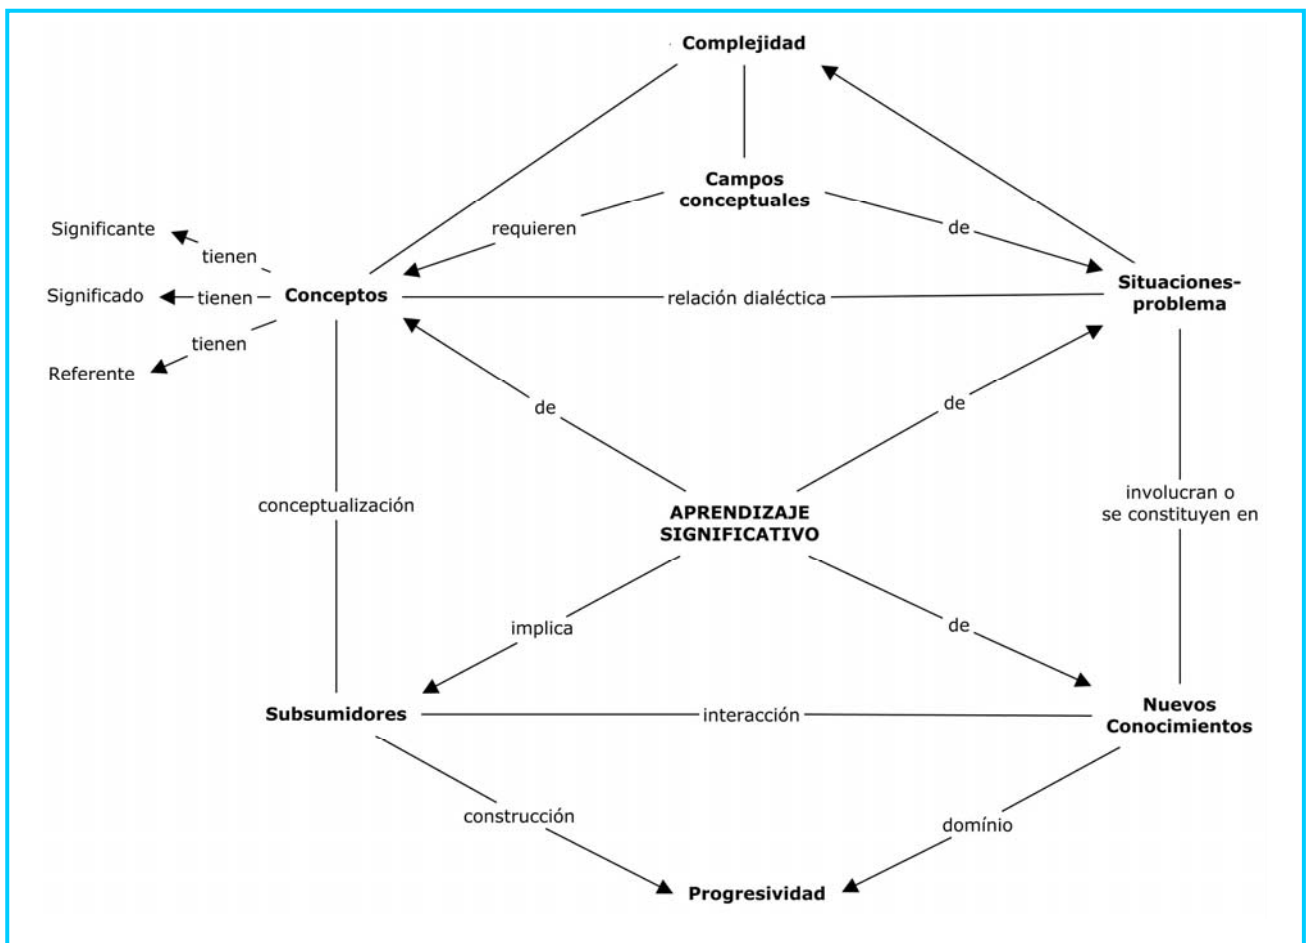 Complejidad
Campos
conceptuales
requieren
de
Significante
tienen
Significado
tienen
Conceptos
relación dialéctica
Situaciones-
problema
tienen
Referente
de
de
conceptualización
APRENDIZAJE
SIGNIFICATIVO
involucran o
se constituyen en
implica
de
Subsumidores
interacción
Nuevos
Conocimientos
construcción
domínio
Progresividad